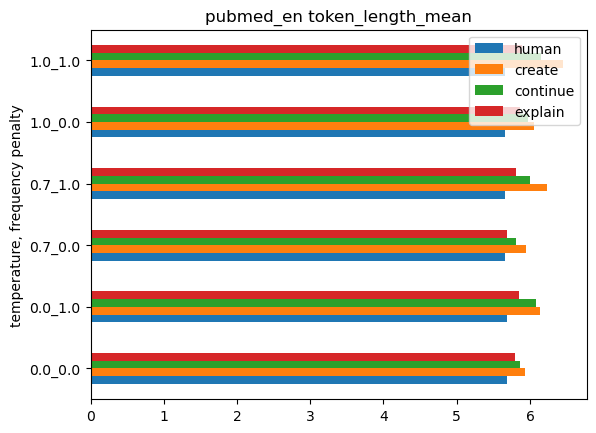 pubmed_en token_length_mean
human
create
continue
explain
temperature, frequency penalty
1.0_1.0
1.0_0.0
0.7_1.0
0.7_0.0
0.0_1.0
0.0_0.0
0 1 2 3 4 5 6